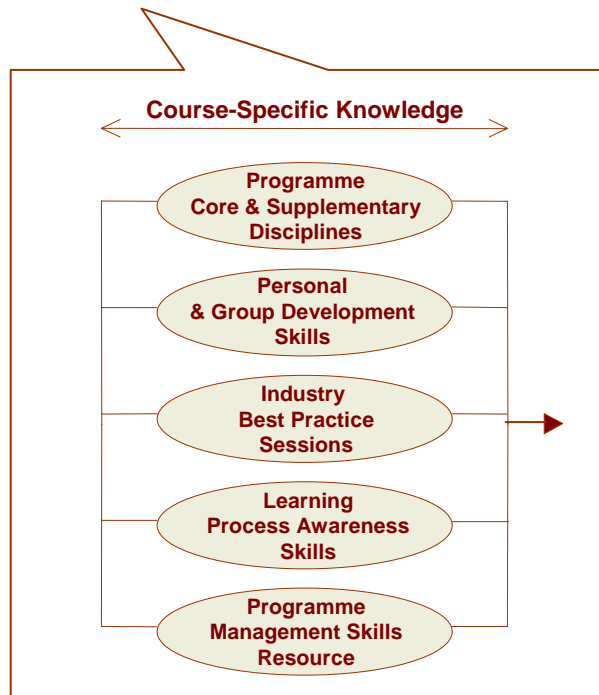 Course-Specific Knowledge
Programme
Core & Supplementary
Disciplines
Personal
& Group Development
Skills
Industry
Best Practice
Sessions
Learning
Process Awareness
Skills
Programme
Management Skills
Resource